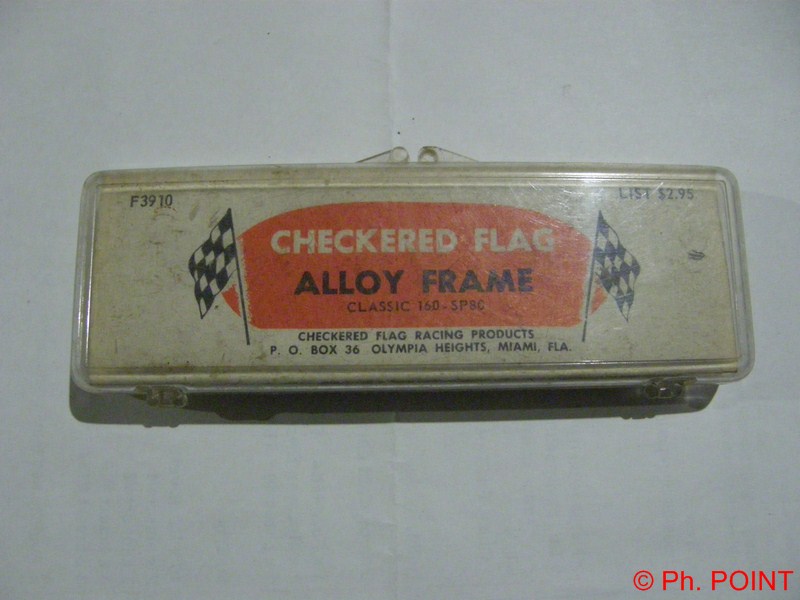 F3910
LIST $2.95
CHECKERED FLAG
ALLOY FRAME
CLASSIC 160-SP80
CHECKERED FLAG RACING PRODUCTS
P. O. BOX 36 OLYMPIA HEIGHTS, MIAMI, FLA.
© Ph. POINT